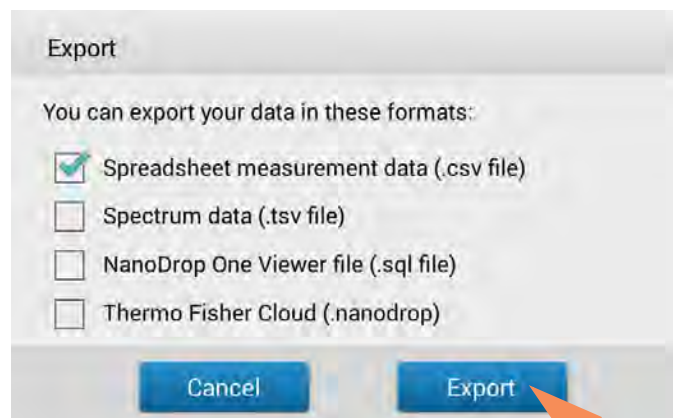 Export
You can export your data in these formats:
Spreadsheet measurement data (.csv file)
Spectrum data (.tsv file)
NanoDrop One Viewer file (.sql file)
Thermo Fisher Cloud (.nanodrop)
Cancel Export